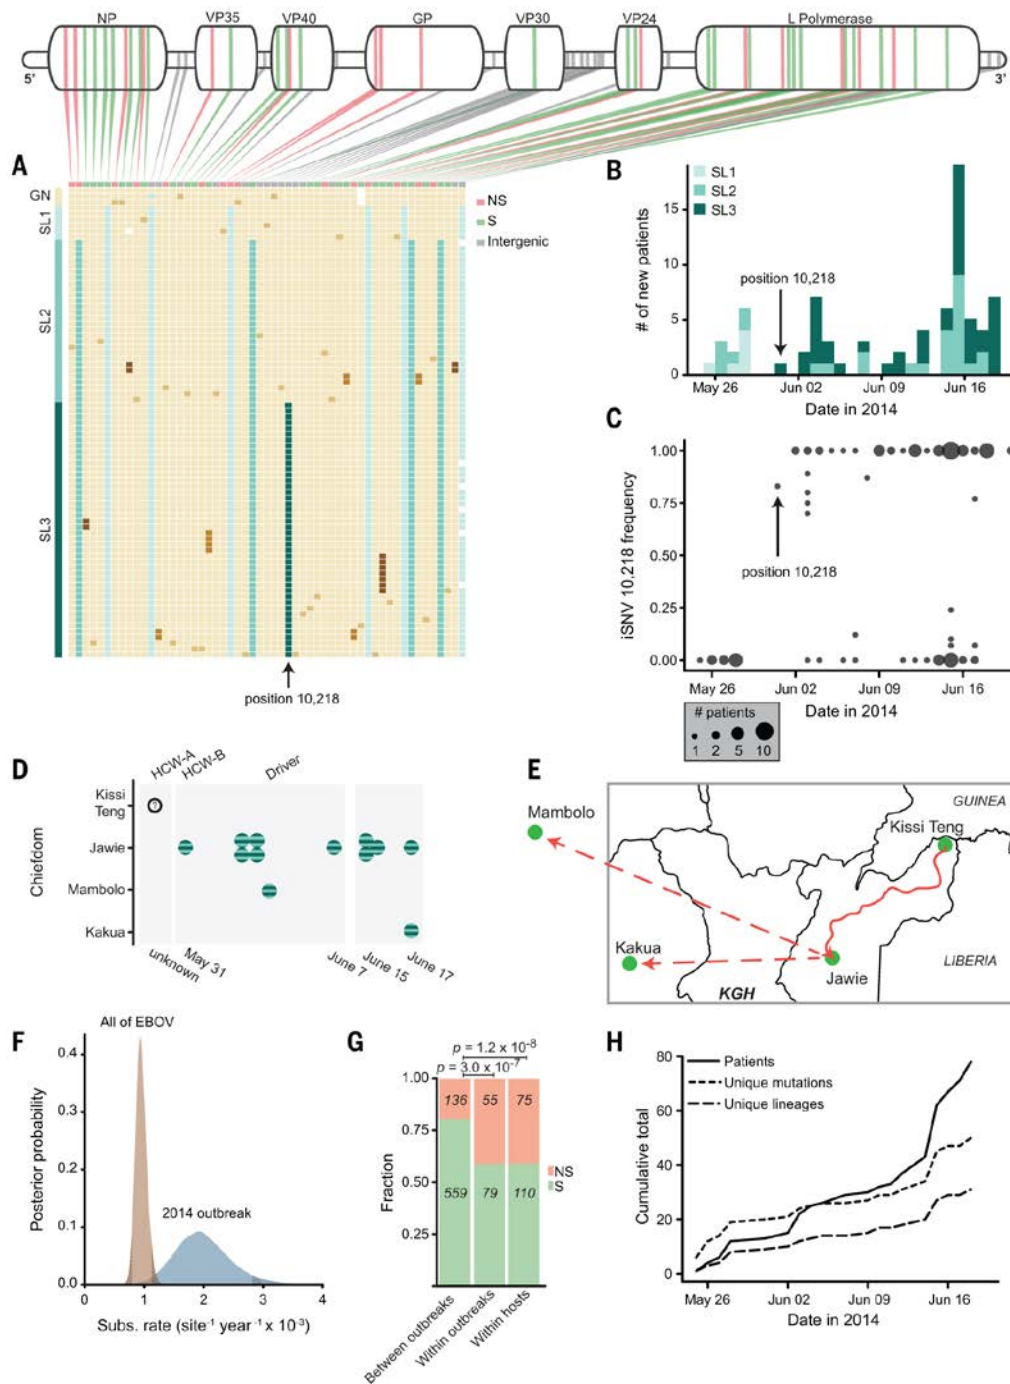 NP VP35 VP40 GP VP30 VP24 L Polymerase
5' 3'
A
GN
SL1
SL2
SL3
NS
S
Intergenic
position 10,218
B
SL1
SL2
SL3
# of new patients
15
10
5
0
position 10,218
May 26 Jun 02 Jun 09 Jun 16
Date in 2014
C
iSNV 10,218 frequency
1.00
0.75
0.50
0.25
0.00
position 10,218
May 26 Jun 02 Jun 09 Jun 16
Date in 2014
# patients
1 2 5 10
D
HCW-A HCW-B Driver
Chiefdom
Kissi
Teng
?
Jawie
Mambolo
Kakua
unknown May 31 June 7 June 15 June 17
E
Mambolo
GUINEA
Kissi Teng
Kakua
KGH
Jawie
LIBERIA
F
All of EBOV
Posterior probability
0.4
0.3
0.2
0.1
0.0
2014 outbreak
0 1 2 3 4
Subs. rate (site⁻¹ year⁻¹ x 10⁻³)
G
p = 1.2 x 10⁻⁸
p = 3.0 x 10⁻⁷
Fraction
1.00
0.75
0.50
0.25
136 55 75
559 79 110
NS
S
Between outbreaks
Within outbreaks
Within hosts
H
Cumulative total
80
60
40
20
0
Patients
Unique mutations
Unique lineages
May 26 Jun 02 Jun 09 Jun 16
Date in 2014